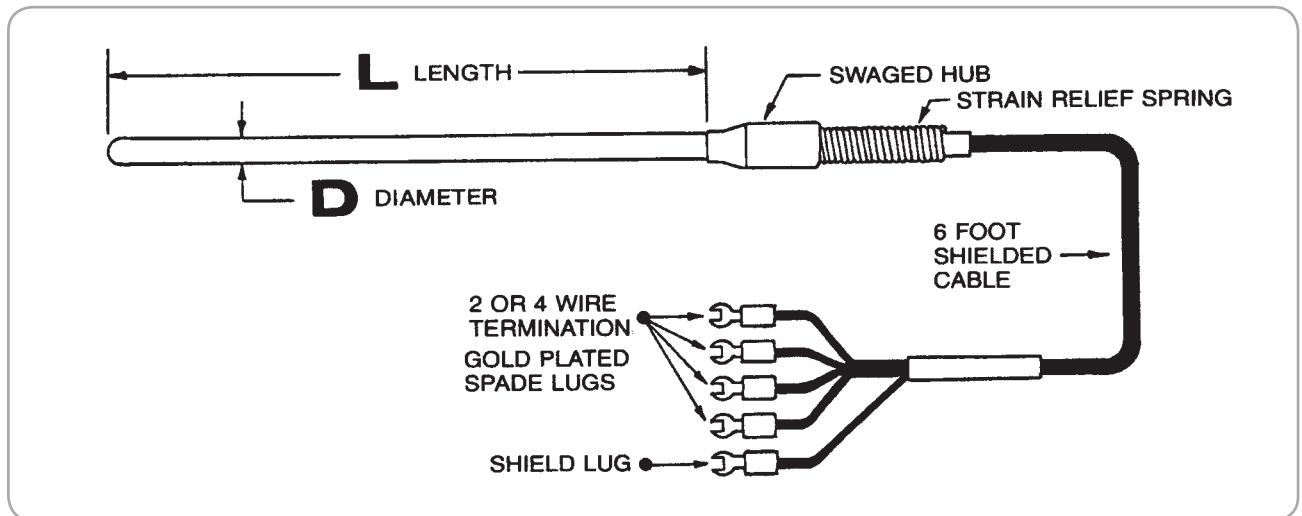 L LENGTH
SWAGED HUB
STRAIN RELIEF SPRING
D DIAMETER
6 FOOT
SHIELDED
CABLE
2 OR 4 WIRE
TERMINATION
GOLD PLATED
SPADE LUGS
SHIELD LUG